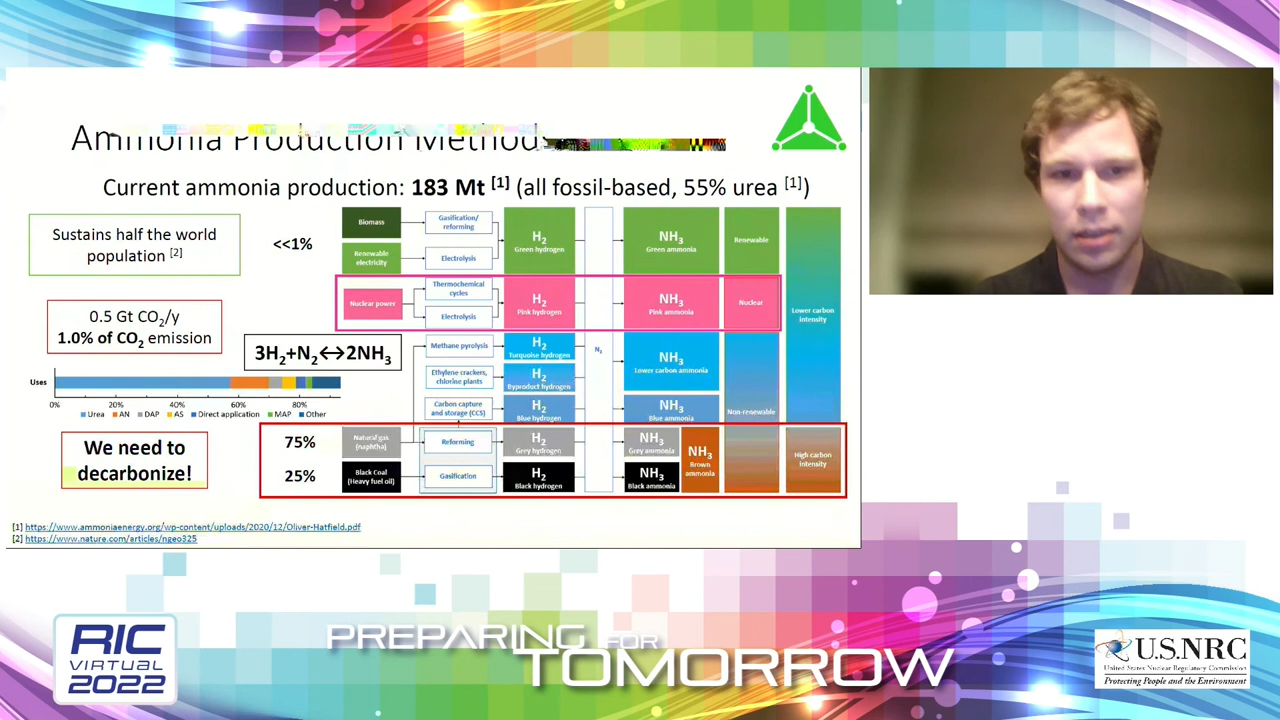 Ammonia Production Method
Current ammonia production: 183 Mt [1] (all fossil-based, 55% urea [1])
Sustains half the world
population [2]
0.5 Gt CO2/y
1.0% of CO2 emission
3H2+N2↔2NH3
Uses
0% 20% 40% 60% 80%
Urea AN DAP AS Direct application MAP Other
We need to
decarbonize!
<<1%
75%
25%
Biomass
Gasification/
reforming
Renewable
electricity
Electrolysis
H2
Green hydrogen
NH3
Green ammonia
Renewable
Nuclear power
Thermochemical
cycles
Electrolysis
H2
Pink hydrogen
NH3
Pink ammonia
Nuclear
Lower carbon
intensity
Methane pyrolysis
H2
Turquoise hydrogen
N2
NH3
Lower carbon ammonia
Ethylene crackers,
chlorine plants
H2
Byproduct hydrogen
Carbon capture
and storage (CCS)
H2
Blue hydrogen
NH3
Blue ammonia
Non-renewable
Natural gas
(naphtha)
Reforming
H2
Grey hydrogen
NH3
Grey ammonia
NH3
Brown
ammonia
High carbon
intensity
Black Coal
(Heavy fuel oil)
Gasification
H2
Black hydrogen
NH3
Black ammonia
[1] https://www.ammoniaenergy.org/wp-content/uploads/2020/12/Oliver-Hatfield.pdf
[2] https://www.nature.com/articles/ngeo325
RIC
VIRTUAL
2022
PREPARING FOR
TOMORROW
U.S.NRC
United States Nuclear Regulatory Commission
Protecting People and the Environment